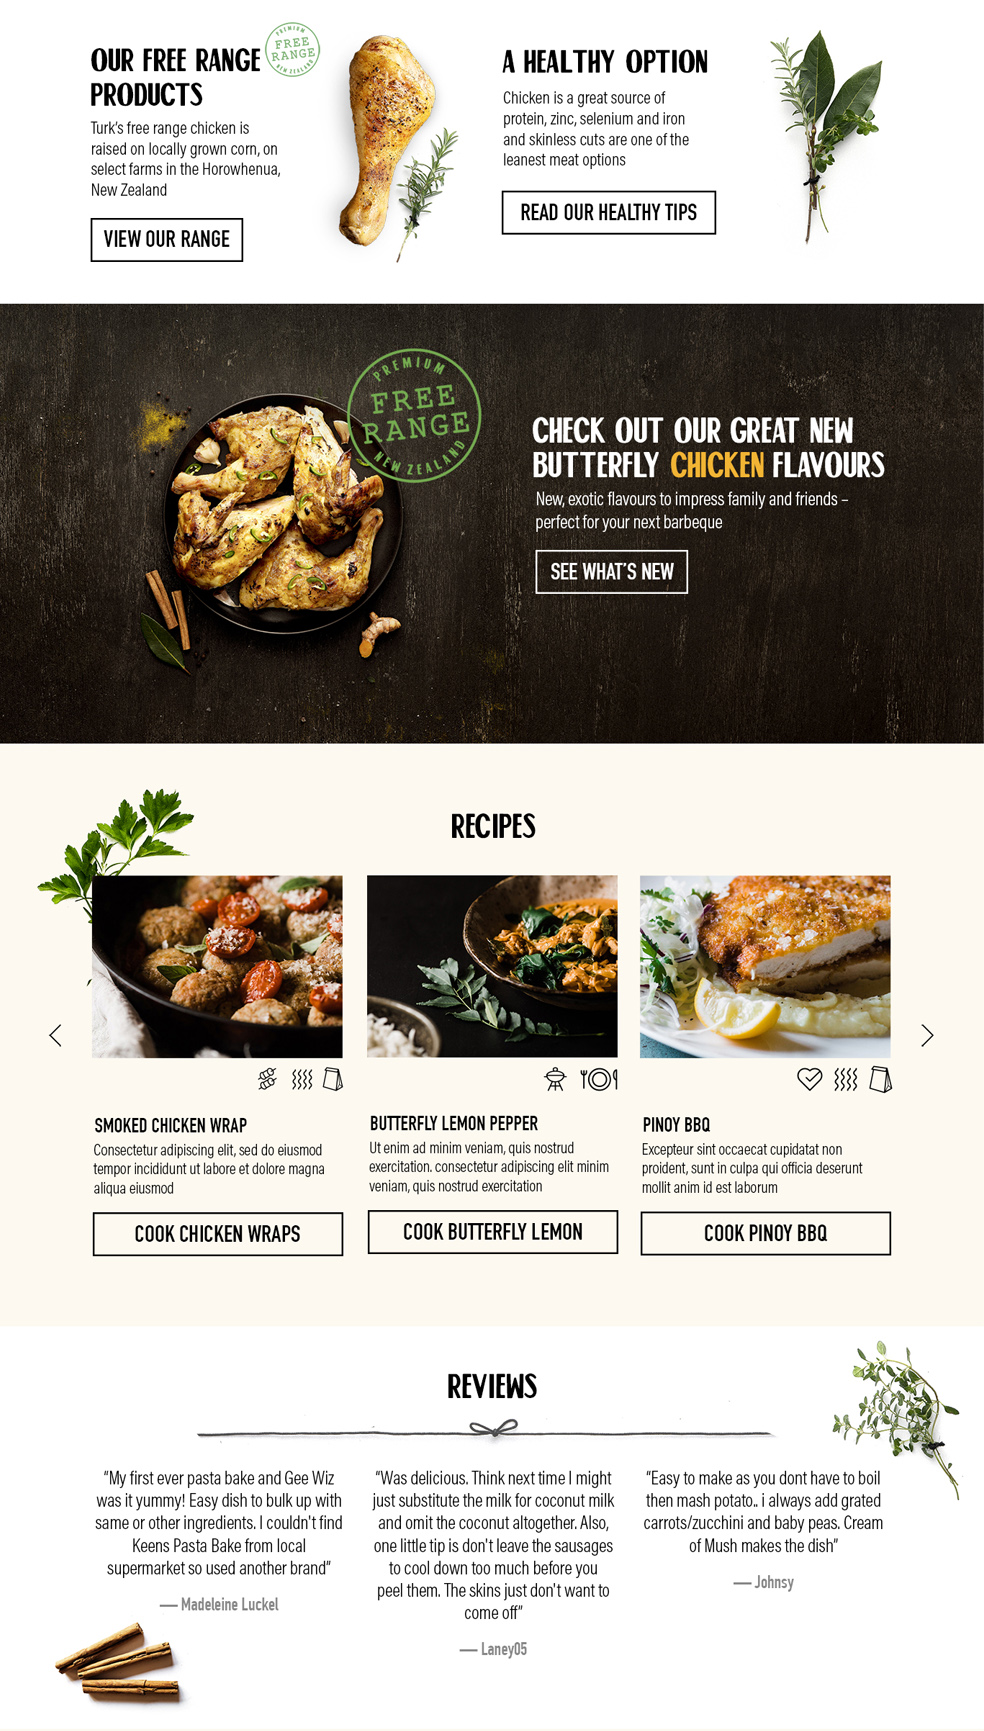 OUR FREE RANGE
PRODUCTS
PREMIUM
FREE
RANGE
NEW ZEALAND
Turk's free range chicken is
raised on locally grown corn, on
select farms in the Horowhenua,
New Zealand
VIEW OUR RANGE
A HEALTHY OPTION
Chicken is a great source of
protein, zinc, selenium and iron
and skinless cuts are one of the
leanest meat options
READ OUR HEALTHY TIPS
PREMIUM
FREE
RANGE
NEW ZEALAND
CHECK OUT OUR GREAT NEW
BUTTERFLY CHICKEN FLAVOURS
New, exotic flavours to impress family and friends –
perfect for your next barbeque
SEE WHAT'S NEW
RECIPES
SMOKED CHICKEN WRAP
Consectetur adipiscing elit, sed do eiusmod
tempor incididunt ut labore et dolore magna
aliqua eiusmod
COOK CHICKEN WRAPS
BUTTERFLY LEMON PEPPER
Ut enim ad minim veniam, quis nostrud
exercitation. consectetur adipiscing elit minim
veniam, quis nostrud exercitation
COOK BUTTERFLY LEMON
PINOY BBQ
Excepteur sint occaecat cupidatat non
proident, sunt in culpa qui officia deserunt
mollit anim id est laborum
COOK PINOY BBQ
REVIEWS
"My first ever pasta bake and Gee Wiz
was it yummy! Easy dish to bulk up with
same or other ingredients. I couldn't find
Keens Pasta Bake from local
supermarket so used another brand"
— Madeleine Luckel
"Was delicious. Think next time I might
just substitute the milk for coconut milk
and omit the coconut altogether. Also,
one little tip is don't leave the sausages
to cool down too much before you
peel them. The skins just don't want to
come off"
— Laney05
"Easy to make as you dont have to boil
then mash potato.. i always add grated
carrots/zucchini and baby peas. Cream
of Mush makes the dish"
— Johnsy